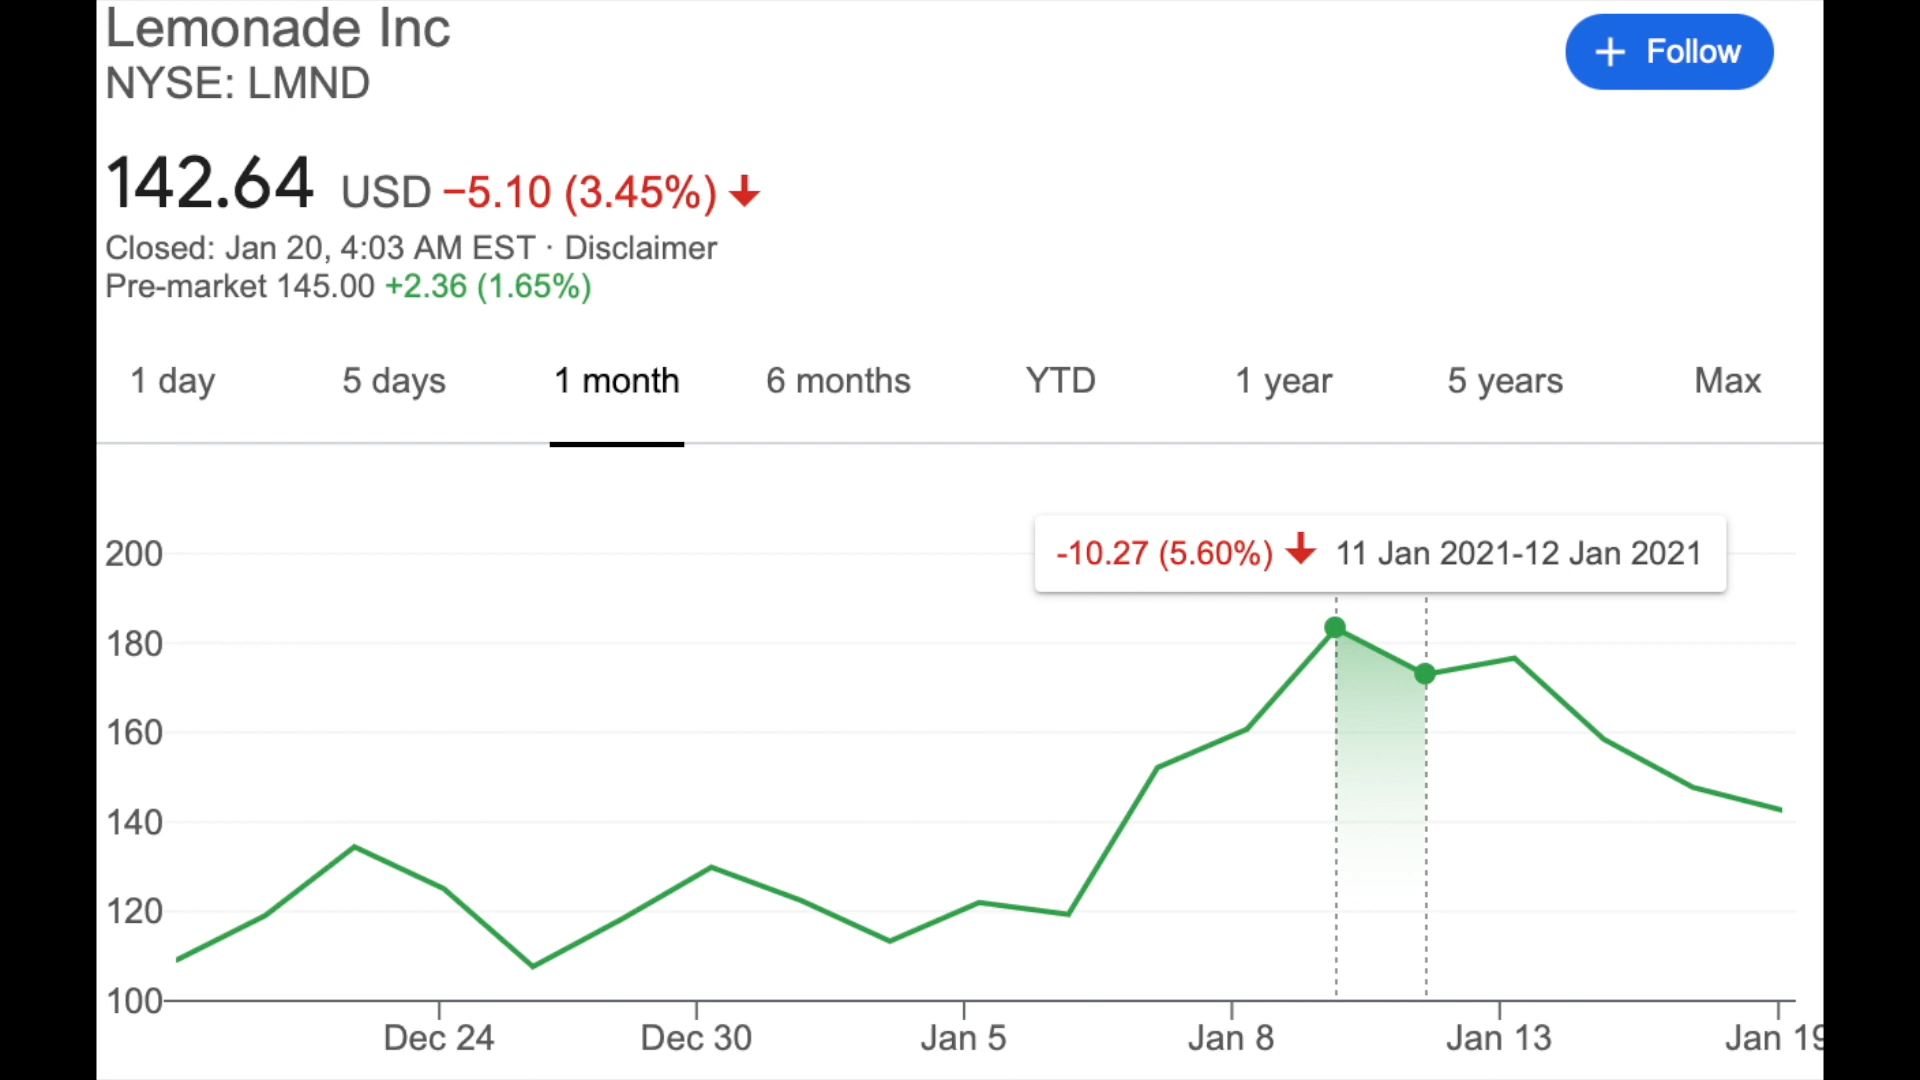 Lemonade Inc
+ Follow
NYSE: LMND
142.64 USD −5.10 (3.45%)
Closed: Jan 20, 4:03 AM EST · Disclaimer
Pre-market 145.00 +2.36 (1.65%)
1 day 5 days 1 month 6 months YTD 1 year 5 years Max
-10.27 (5.60%) 11 Jan 2021-12 Jan 2021
200
180
160
140
120
100
Dec 24 Dec 30 Jan 5 Jan 8 Jan 13 Jan 19